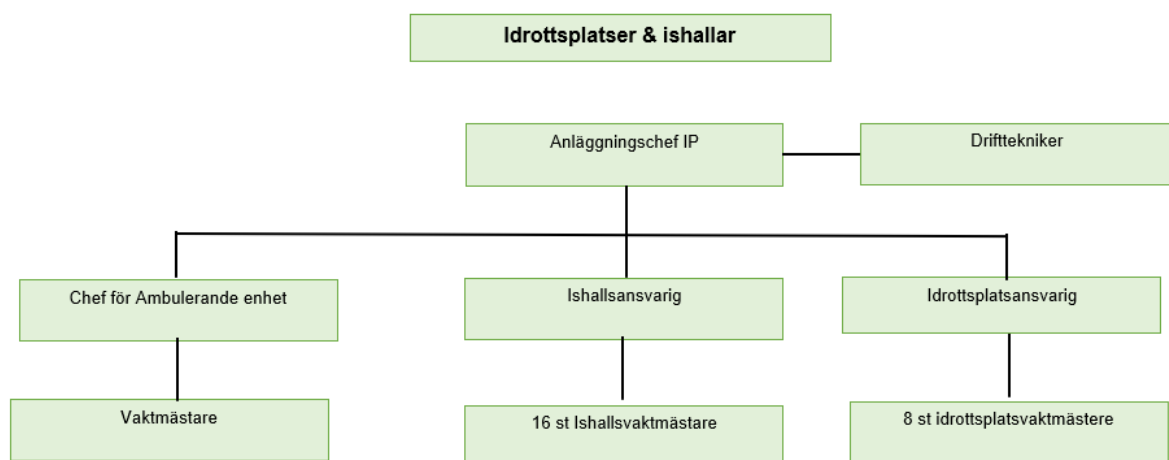 Idrottsplatser & ishallar
Anläggningschef IP
Drifttekniker
Chef för Ambulerande enhet
Ishallsansvarig
Idrottsplatsansvarig
Vaktmästare
16 st Ishallsvaktmästare
8 st idrottsplatsvaktmästere